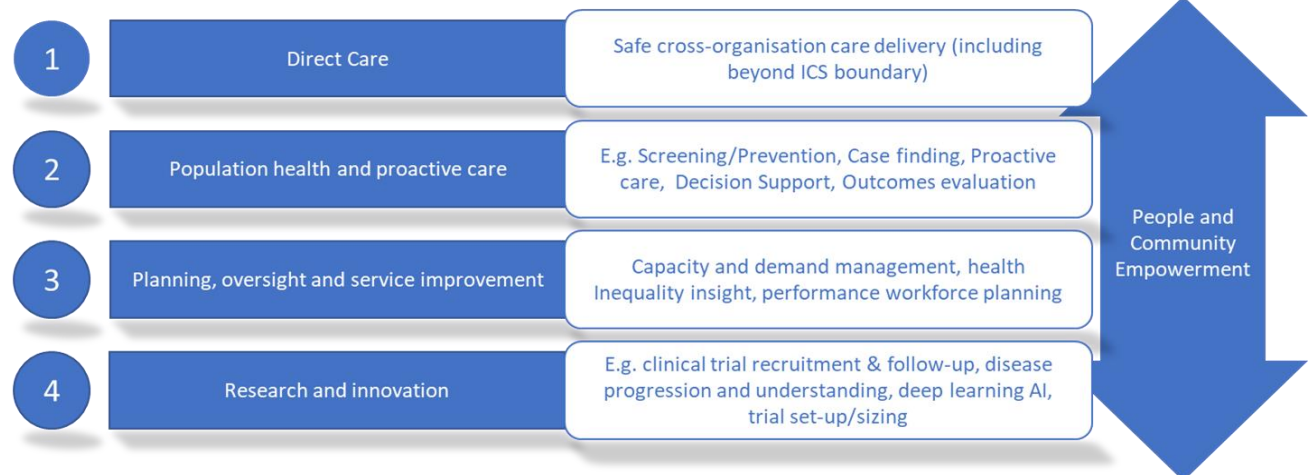 1
Direct Care
Safe cross-organisation care delivery (including
beyond ICS boundary)
2
Population health and proactive care
E.g. Screening/Prevention, Case finding, Proactive
care, Decision Support, Outcomes evaluation
3
Planning, oversight and service improvement
Capacity and demand management, health
Inequality insight, performance workforce planning
4
Research and innovation
E.g. clinical trial recruitment & follow-up, disease
progression and understanding, deep learning AI,
trial set-up/sizing
People and
Community
Empowerment